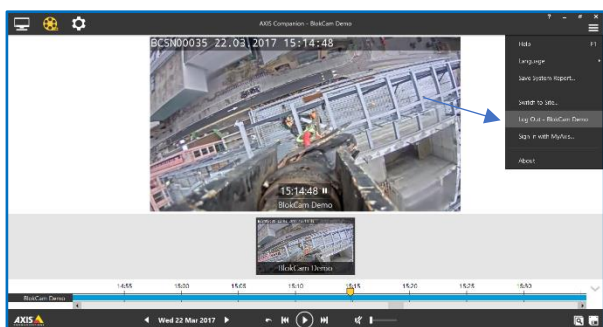 AXIS Companion - BlokCam Demo
BCSN00035 22.03.2017 15:14:48
Help F1
Language
Save System Report...
Switch to Site...
Log Out - BlokCam Demo
Sign in with MyAxis...
About
15:14:48
BlokCam Demo
BlokCam Demo
14:55 15:00 15:05 15:10 15:15 15:20 15:25 15:30
BlokCam Demo
AXIS
Wed 22 Mar 2017